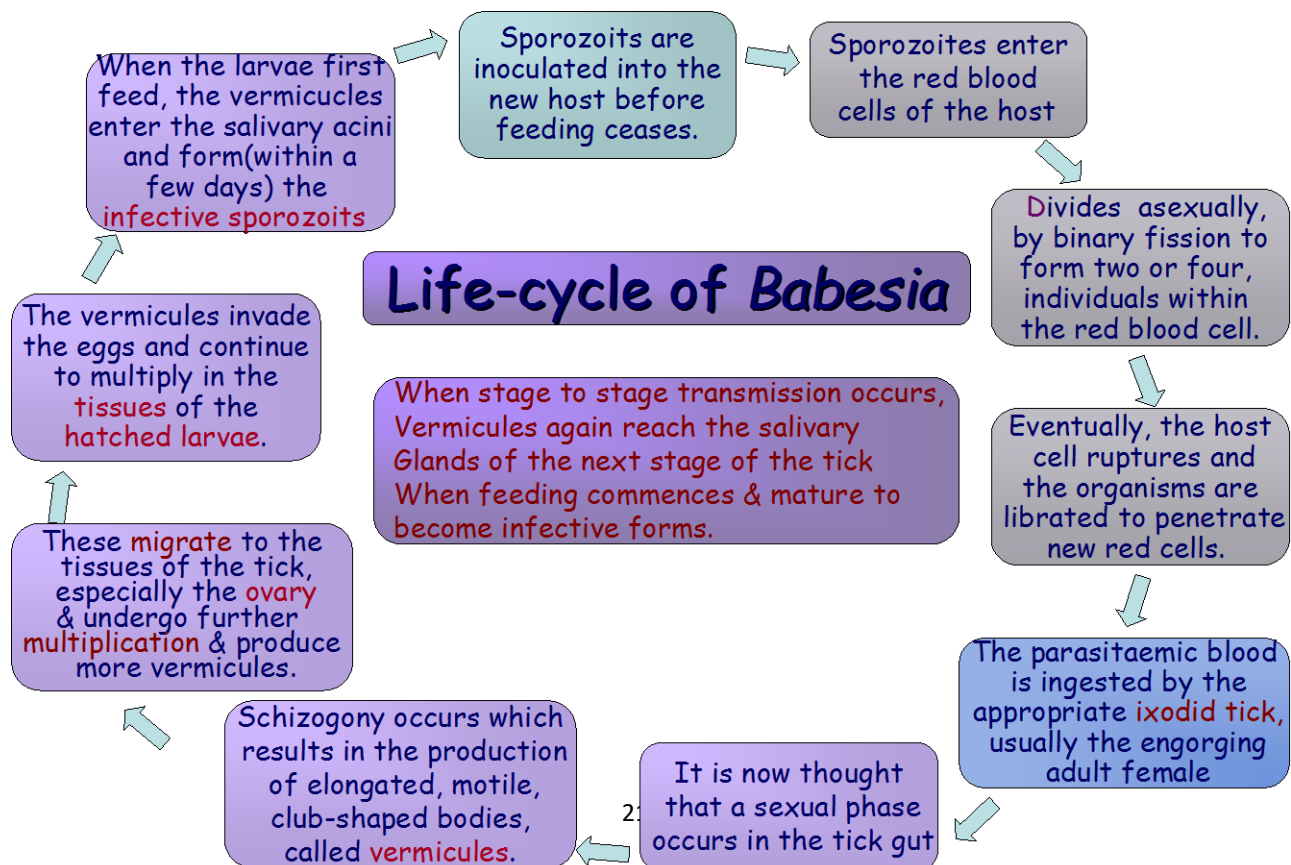 Life-cycle of Babesia
Sporozoits are
inoculated into the
new host before
feeding ceases.
Sporozoites enter
the red blood
cells of the host
Divides asexually,
by binary fission to
form two or four,
individuals within
the red blood cell.
Eventually, the host
cell ruptures and
the organisms are
librated to penetrate
new red cells.
The parasitaemic blood
is ingested by the
appropriate ixodid tick,
usually the engorging
adult female
It is now thought
that a sexual phase
occurs in the tick gut
Schizogony occurs which
results in the production
of elongated, motile,
club-shaped bodies,
called vermicules.
These migrate to the
tissues of the tick,
especially the ovary
& undergo further
multiplication & produce
more vermicules.
The vermicules invade
the eggs and continue
to multiply in the
tissues of the
hatched larvae.
When the larvae first
feed, the vermicucles
enter the salivary acini
and form(within a
few days) the
infective sporozoits
When stage to stage transmission occurs,
Vermicules again reach the salivary
Glands of the next stage of the tick
When feeding commences & mature to
become infective forms.